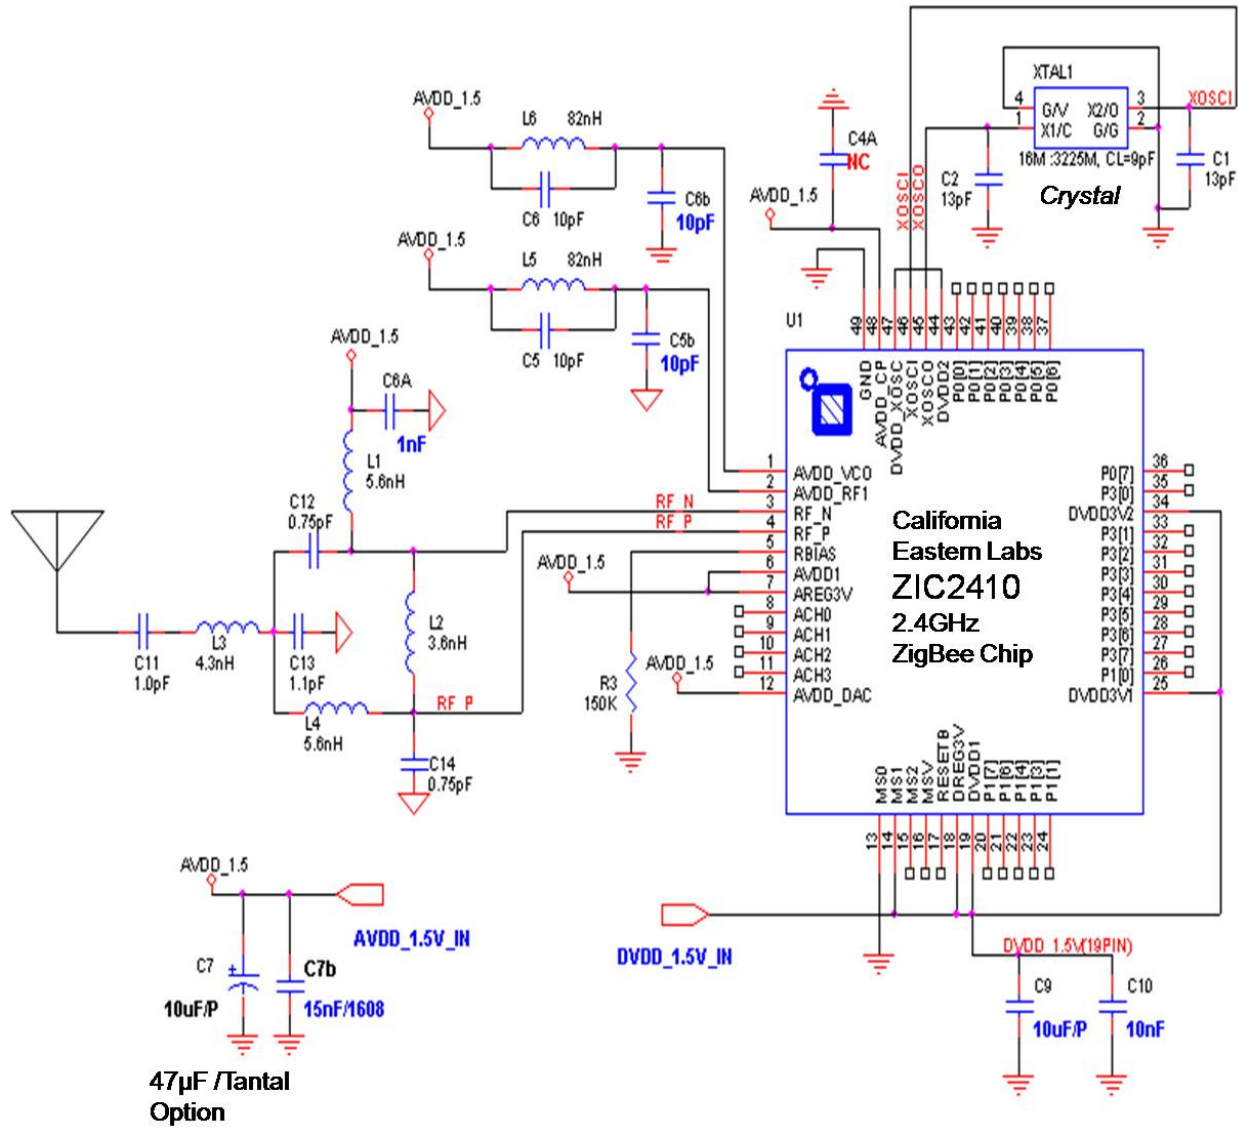 XTAL1
4 G/V X2/O 3 XOSCI
1 X1/C G/G 2
16M :3225M, CL=9pF
Crystal
C2
13pF
C1
13pF
AVDD_1.5
L6 82nH
C6 10pF
C6b
10pF
AVDD_1.5
L5 82nH
C5 10pF
C5b
10pF
C4A
NC
AVDD_1.5
XOSCI
XOSCO
U1
49 48 47 46 45 44 43 42 41 40 39 38 37
GND
AVDD_CP
DVDD_XOSC
XOSCI
XOSCO
DVDD2
P0[0]
P0[1]
P0[2]
P0[3]
P0[4]
P0[5]
P0[6]
AVDD_1.5
C6A
1nF
L1
5.6nH
C12
0.75pF
L2
3.6nH
C11
1.0pF
L3
4.3nH
C13
1.1pF
L4
5.6nH
RF_P
C14
0.75pF
RF_N
RF_P
AVDD_1.5
AVDD_1.5
R3
150K
1 AVDD_VCO
2 AVDD_RF1
3 RF_N
4 RF_P
5 RBIAS
6 AVDD1
7 AREG3V
8 ACH0
9 ACH1
10 ACH2
11 ACH3
12 AVDD_DAC
California
Eastern Labs
ZIC2410
2.4GHz
ZigBee Chip
P0[7] 36
P3[0] 35
DVDD3V2 34
P3[1] 33
P3[2] 32
P3[3] 31
P3[4] 30
P3[5] 29
P3[6] 28
P3[7] 27
P1[0] 26
DVDD3V1 25
MS0
MS1
MS2
MSV
RESETB
DREG3V
DVDD1
P1[7]
P1[6]
P1[4]
P1[3]
P1[1]
13 14 15 16 17 18 19 20 21 22 23 24
AVDD_1.5
AVDD_1.5V_IN
C7
10uF/P
C7b
15nF/1608
47µF /Tantal
Option
DVDD_1.5V_IN
DVDD_1.5V(19PIN)
C9
10uF/P
C10
10nF